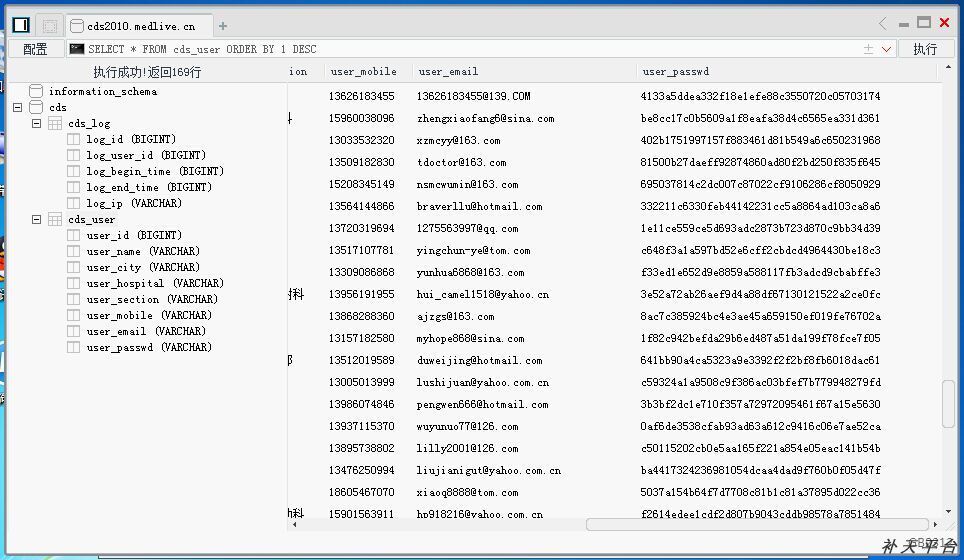 cds2010.medlive.cn
配置
SELECT * FROM cds_user ORDER BY 1 DESC
执行
执行成功!返回169行
information_schema
cds
cds_log
log_id (BIGINT)
log_user_id (BIGINT)
log_begin_time (BIGINT)
log_end_time (BIGINT)
log_ip (VARCHAR)
cds_user
user_id (BIGINT)
user_name (VARCHAR)
user_city (VARCHAR)
user_hospital (VARCHAR)
user_section (VARCHAR)
user_mobile (VARCHAR)
user_email (VARCHAR)
user_passwd (VARCHAR)
ion user_mobile user_email user_passwd
13626183455 13626183455@139.COM 4133a5ddea332f18e1efe88c3550720c05703174
15960038096 zhengxiaofang6@sina.com be8cc17c0b5609a1f8eafa38d4c6565ea331d361
13033532320 xzmcyy@163.com 402b1751997157f883461d81b549a6c650231968
13509182830 tdoctor@163.com 81500b27daeff92874860ad80f2bd250f835f645
15208345149 nsmcwumin@163.com 695037814c2dc007c87022cf9106286cf8050929
13564144866 braverllu@hotmail.com 332211c6330feb44142231cc5a8864ad103ca8a6
13720319694 1275563997@qq.com 1e11ce559ce5d693adc2873b723d870c9bb34d39
13517107781 yingchun-ye@tom.com c648f3a1a597bd52e6cff2cbdcd4964430be18c3
13309086868 yunhua6868@163.com f33ed1e652d9e8859a588117fb3adcd9cbabffe3
科 13956191955 hui_camel1518@yahoo.cn 3e52a72ab26aef9d4a88df67130121522a2ce0fc
13868288360 ajzgs@163.com 8ac7c385924bc4e3ae45a659150ef019fe76702a
13157182580 myhope868@sina.com 1f82c942befda29b6ed487a51da199f78fce7f05
13512019589 duweijing@hotmail.com 641bb90a4ca5323a9e3392f2f2bf8fb6018dac61
13005013999 lushijuan@yahoo.com.cn c59324a1a9508c9f386ac03bfef7b779948279fd
13986074846 pengwen666@hotmail.com 3b3bf2dc1e710f357a72972095461f67a15e5630
13937115370 wuyunuo77@126.com 0af6de3538cfab93ad63a612c9416c06e7ae52ca
13895738802 lilly2001@126.com c50115202cb0e5aa165f221a854e05eac141b54b
13476250994 liujianigut@yahoo.com.cn ba4417324236981054dcaa4dad9f760b0f05d47f
18605467070 xiaoq8888@tom.com 5037a154b64f7d7708c81b1c81a37895d022cc36
科 15901563911 hp918216@yahoo.com.cn f2614edee1cdf2d807b9043cddb98578a7851484
补天平台